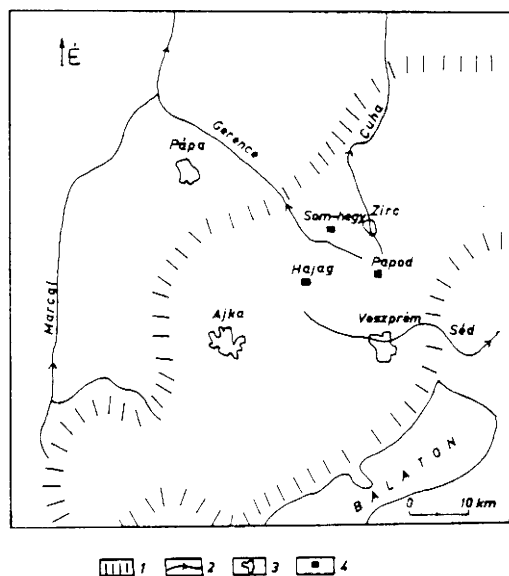 É
Cuha
Gerence
Pápa
Som-hegy
Zirc
Papod
Hajag
Marcal
Ajka
Veszprém
Séd
BALATON
0 10 km
1 2 3 4